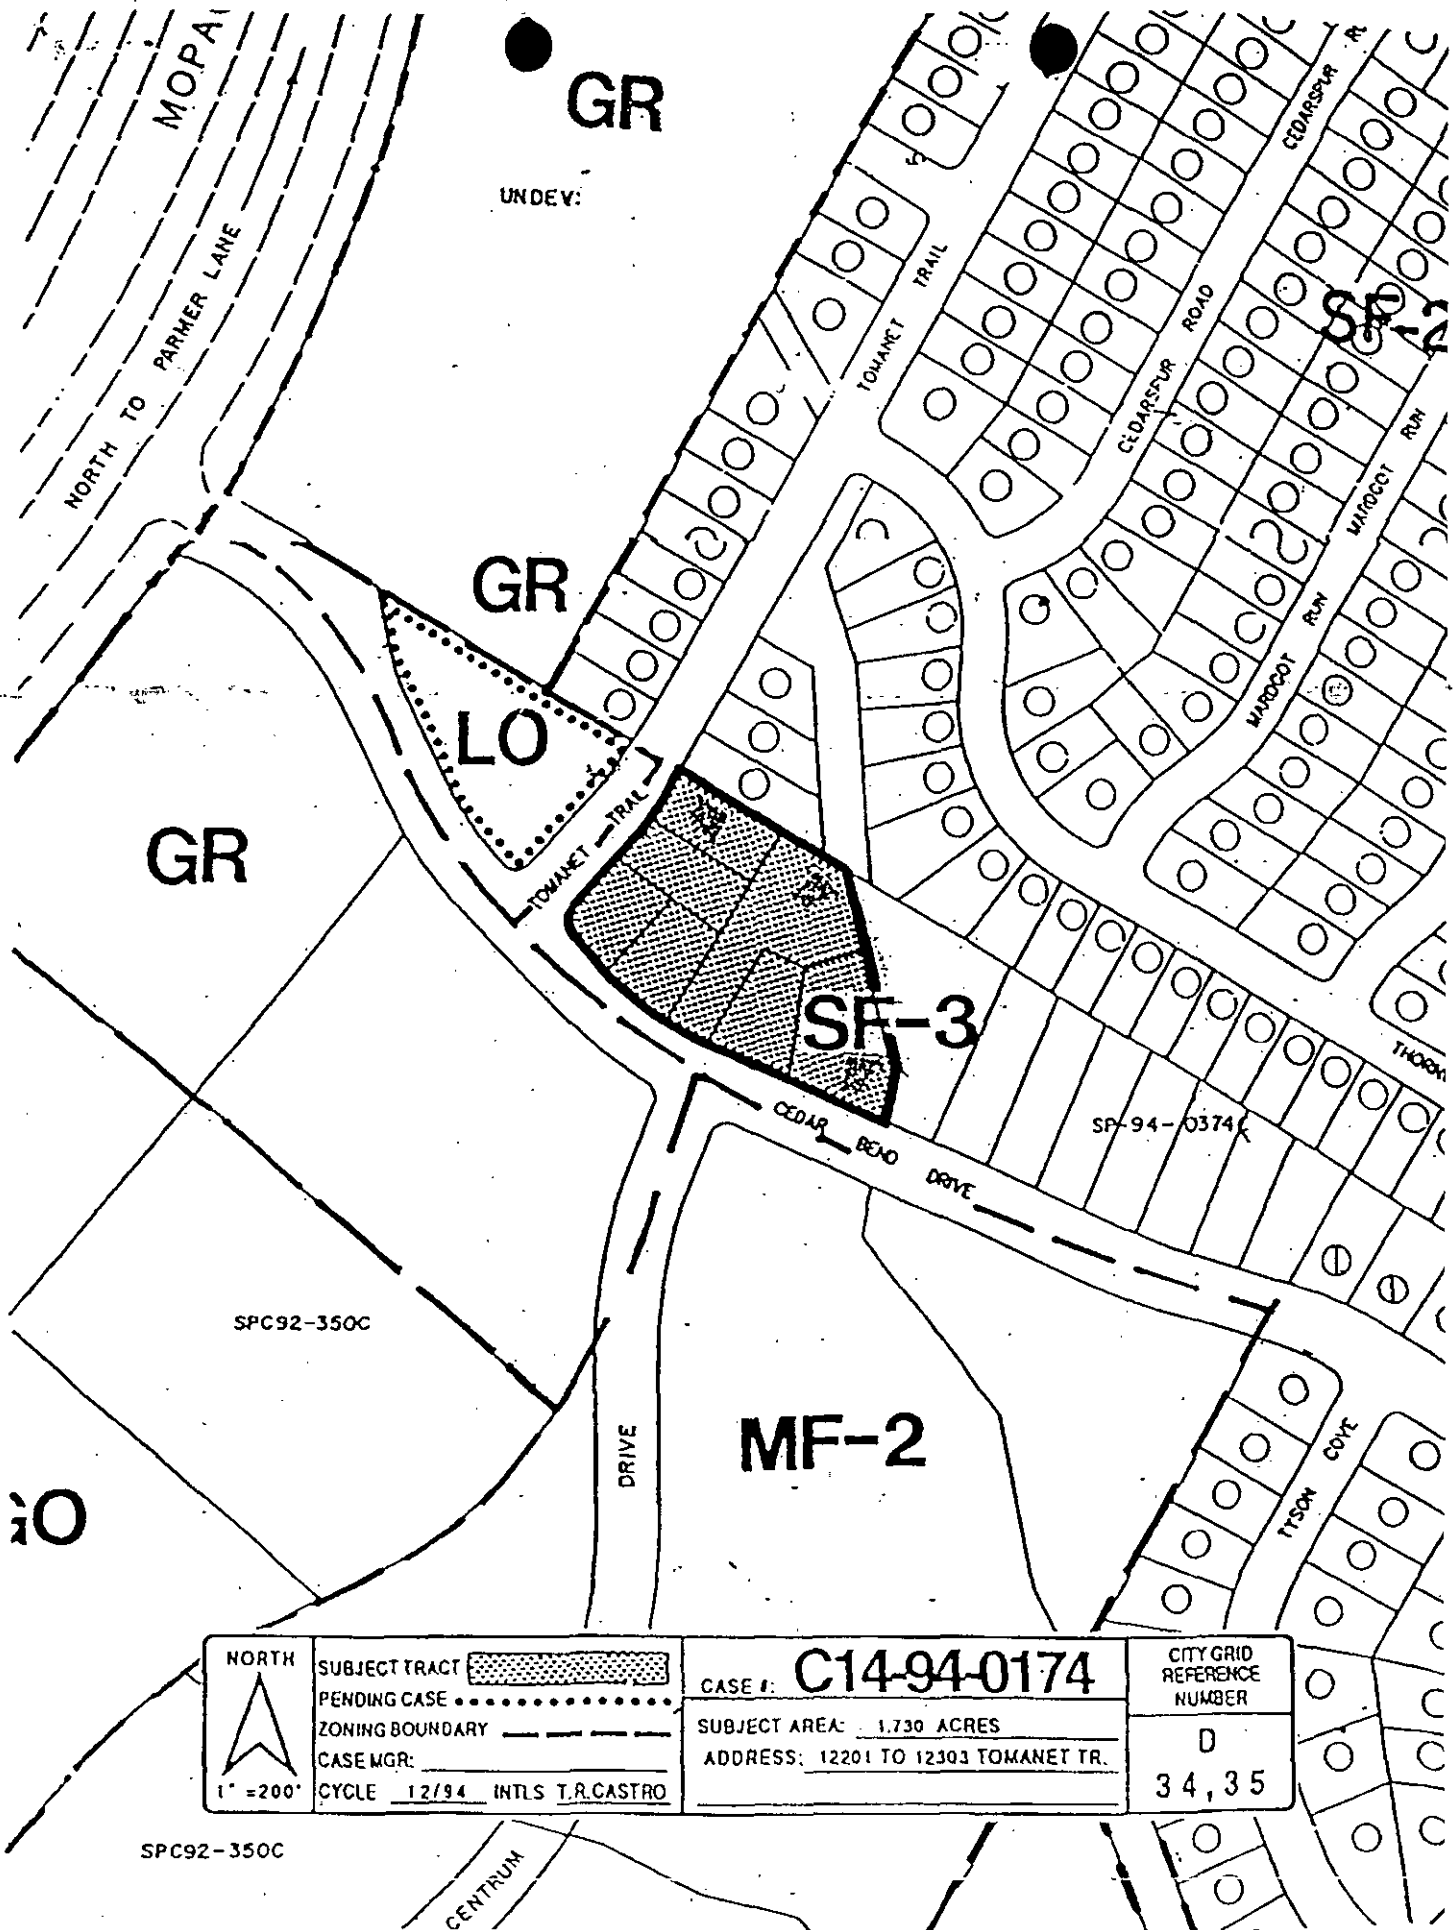 MOPA
GR
UNDEV:
NORTH TO PARMER LANE
CEDARSPUR
TOMANET TRAIL
CEDARSPUR ROAD
SF-2
MARGCOT RUN
MARGCOT RUN
GR
LO
GR
TOMANET TRAIL
SF-3
THORN
CEDAR BEND DRIVE
SP-94-0374C
SPC92-350C
DRIVE
MF-2
TYSON COVE
GO
NORTH
1" =200'
SUBJECT TRACT
PENDING CASE
ZONING BOUNDARY
CASE MGR:
CYCLE 12/94 INTLS T.R.CASTRO
CASE #: C14-94-0174
SUBJECT AREA: 1.730 ACRES
ADDRESS: 12201 TO 12303 TOMANET TR.
CITY GRID
REFERENCE
NUMBER
D
34,35
SPC92-350C
CENTRUM